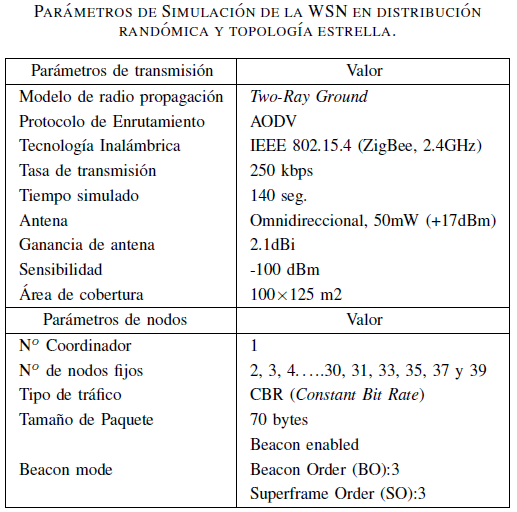 PARÁMETROS DE SIMULACIÓN DE LA WSN EN DISTRIBUCIÓN
RANDÓMICA Y TOPOLOGÍA ESTRELLA.
Parámetros de transmisión Valor
Modelo de radio propagación Two-Ray Ground
Protocolo de Enrutamiento AODV
Tecnología Inalámbrica IEEE 802.15.4 (ZigBee, 2.4GHz)
Tasa de transmisión 250 kbps
Tiempo simulado 140 seg.
Antena Omnidireccional, 50mW (+17dBm)
Ganancia de antena 2.1dBi
Sensibilidad -100 dBm
Área de cobertura 100×125 m2
Parámetros de nodos Valor
Nº Coordinador 1
Nº de nodos fijos 2, 3, 4.....30, 31, 33, 35, 37 y 39
Tipo de tráfico CBR (Constant Bit Rate)
Tamaño de Paquete 70 bytes
Beacon enabled
Beacon mode Beacon Order (BO):3
Superframe Order (SO):3